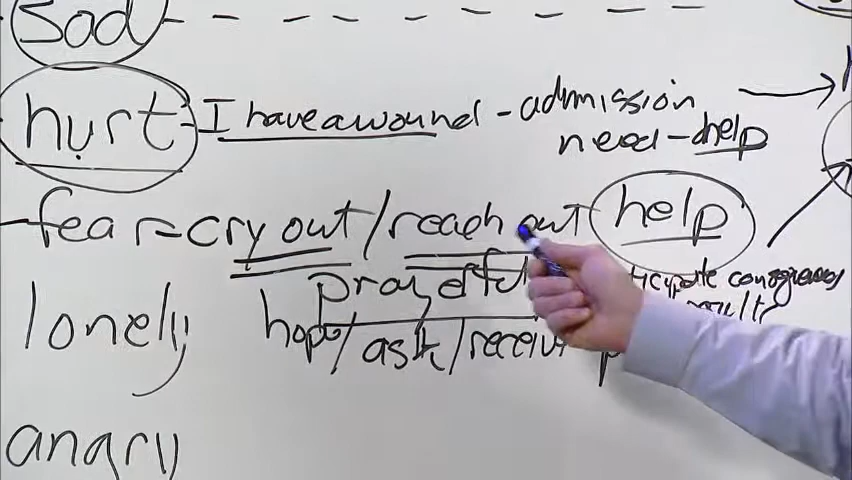 sad - - - - - - - -
hurt - I have a wound - admission
need - help
fear = cry out / reach out help
prayerful
hope / ask / receive
lonely
angry